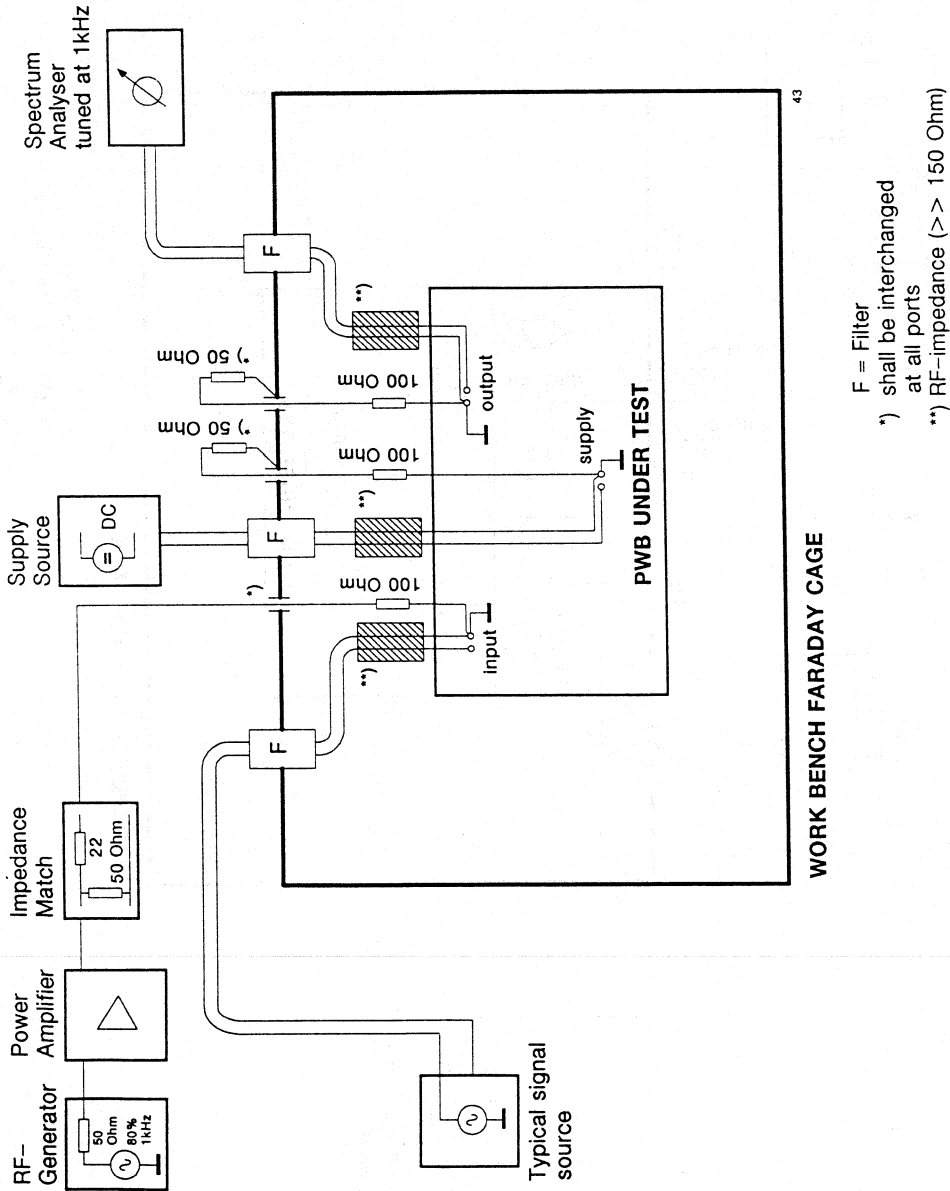 RF-
Generator
50
Ohm
80%
1kHz
Power
Amplifier
Impedance
Match
22
50 Ohm
Supply
Source
= DC
Spectrum
Analyser
tuned at 1kHz
Typical signal
source
F
F
F
*)
*) 50 Ohm
*) 50 Ohm
**)
**)
**)
100 Ohm
100 Ohm
100 Ohm
input
supply
output
PWB UNDER TEST
WORK BENCH FARADAY CAGE
43
F = Filter
*) shall be interchanged
at all ports
**) RF-impedance (>> 150 Ohm)